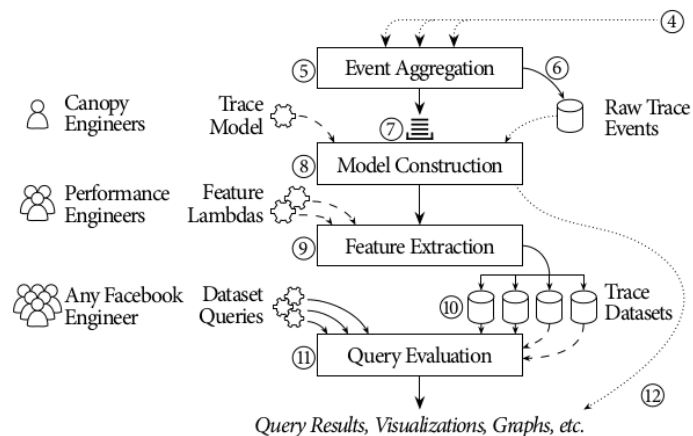 ④
⑤ Event Aggregation
⑥
Canopy
Engineers
Trace
Model
⑦
Raw Trace
Events
⑧ Model Construction
Performance
Engineers
Feature
Lambdas
⑨ Feature Extraction
Any Facebook
Engineer
Dataset
Queries
⑩
Trace
Datasets
⑪ Query Evaluation
⑫
Query Results, Visualizations, Graphs, etc.